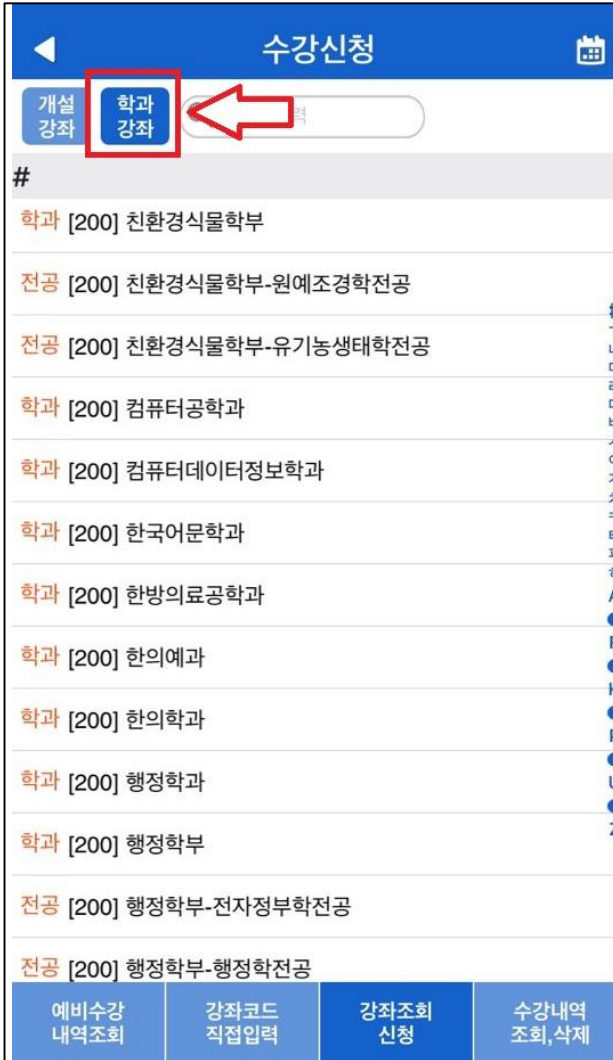 수강신청
개설
강좌
학과
강좌
#
학과 [200] 친환경식물학부
전공 [200] 친환경식물학부-원예조경학전공
전공 [200] 친환경식물학부-유기농생태학전공
학과 [200] 컴퓨터공학과
학과 [200] 컴퓨터데이터정보학과
학과 [200] 한국어문학과
학과 [200] 한방의료공학과
학과 [200] 한의예과
학과 [200] 한의학과
학과 [200] 행정학과
학과 [200] 행정학부
전공 [200] 행정학부-전자정부학전공
전공 [200] 행정학부-행정학전공
예비수강
내역조회
강좌코드
직접입력
강좌조회
신청
수강내역
조회,삭제